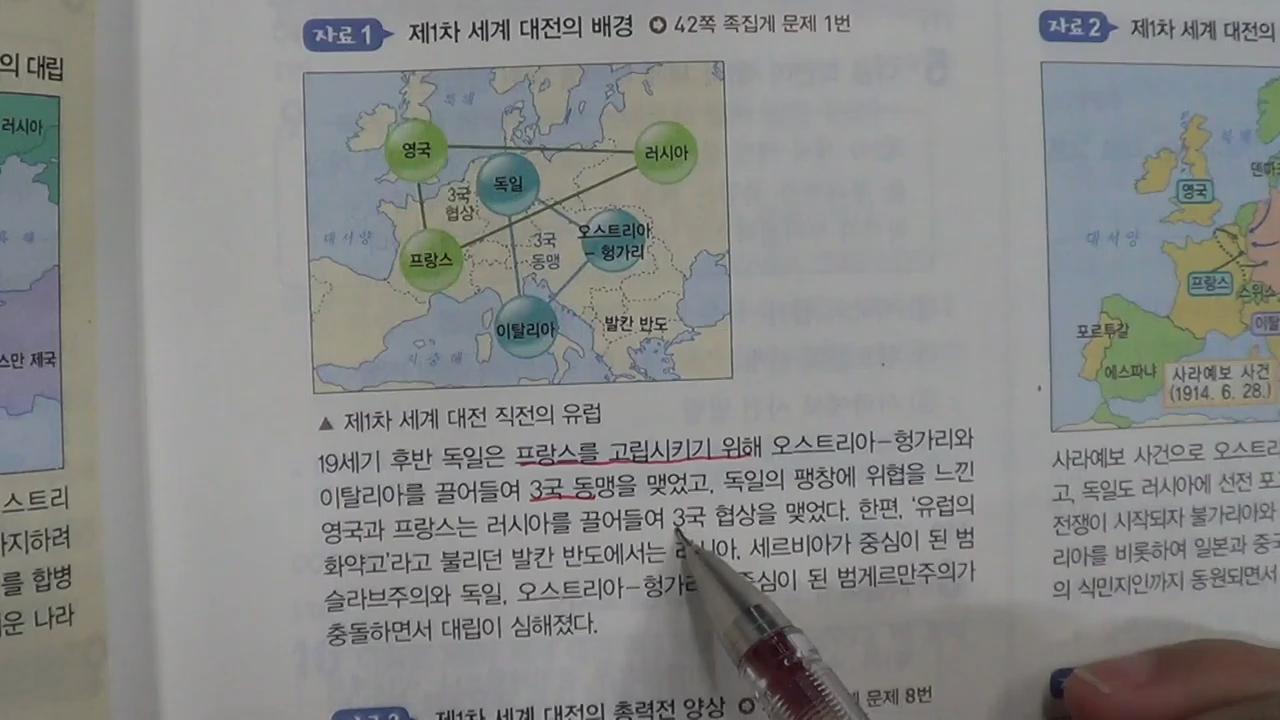 의 대립
러시아
스만 제국
스트리
가지하려
를 합병
운 나라
자료 1 제1차 세계 대전의 배경 42쪽 족집게 문제 1번
북해
영국
러시아
독일
3국
협상
대서양
프랑스
3국
동맹
오스트리아
- 헝가리
이탈리아
발칸 반도
지중해
▲ 제1차 세계 대전 직전의 유럽
19세기 후반 독일은 프랑스를 고립시키기 위해 오스트리아-헝가리와
이탈리아를 끌어들여 3국 동맹을 맺었고, 독일의 팽창에 위협을 느낀
영국과 프랑스는 러시아를 끌어들여 3국 협상을 맺었다. 한편, '유럽의
화약고'라고 불리던 발칸 반도에서는 러시아, 세르비아가 중심이 된 범
슬라브주의와 독일, 오스트리아-헝가리 중심이 된 범게르만주의가
충돌하면서 대립이 심해졌다.
제1차 세계 대전의 총력전 양상 문제 8번
자료 2 제1차 세계 대전의
북해
덴마크
영국
대서양
프랑스
스위스
이탈
포르투갈
에스파냐
사라예보 사건
(1914. 6. 28.)
사라예보 사건으로 오스트리
고, 독일도 러시아에 선전 포
전쟁이 시작되자 불가리아와
리아를 비롯하여 일본과 중국
의 식민지인까지 동원되면서